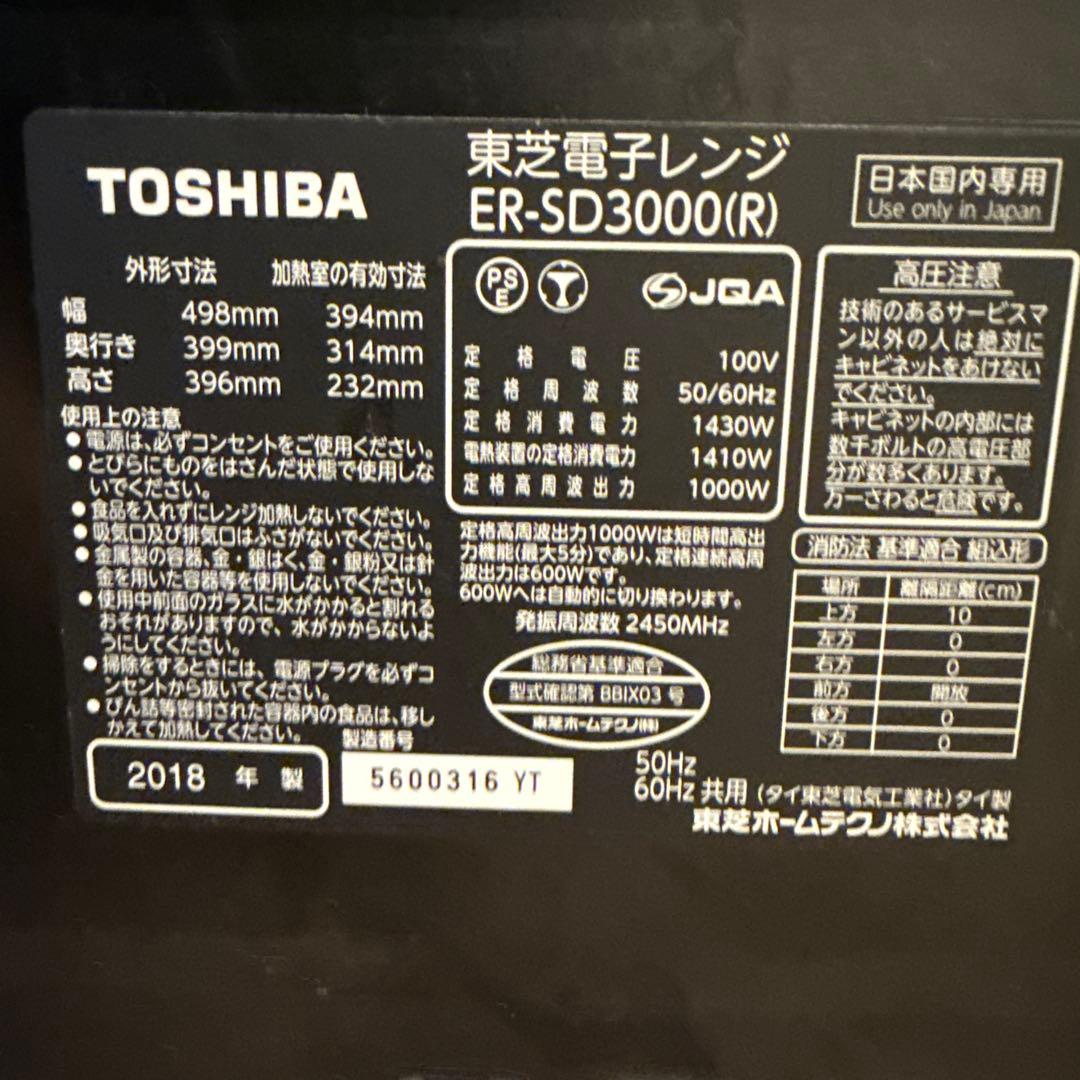 TOSHIBA
東芝電子レンジ
ER-SD3000(R)
日本国内専用
Use only in Japan
外形寸法 加熱室の有効寸法
幅 498mm 394mm
奥行き 399mm 314mm
高さ 396mm 232mm
使用上の注意
●電源は、必ずコンセントをご使用ください。
●とびらにものをはさんだ状態で使用しな
いでください。
●食品を入れずにレンジ加熱しないでください。
●吸気口及び排気口はふさがないでください。
●金属製の容器、金・銀はく、金・銀粉又は針
金を用いた容器等を使用しないでください。
●使用中前面のガラスに水がかかると割れる
おそれがありますので、水がかからないよ
うにしてください。
●掃除をするときには、電源プラグを必ずコ
ンセントから抜いてください。
●びん詰等密封された容器内の食品は、移し
かえて加熱してください。
2018 年 製
製造番号
5600316 YT
PS
E
JQA
定格電圧 100V
定格周波数 50/60Hz
定格消費電力 1430W
電熱装置の定格消費電力 1410W
定格高周波出力 1000W
定格高周波出力1000Wは短時間高出
力機能(最大5分)であり、定格連続高周
波出力は600Wです。
600Wへは自動的に切り換わります。
発振周波数 2450MHz
総務省基準適合
型式確認第 BBIX03 号
東芝ホームテクノ(株)
高圧注意
技術のあるサービスマ
ン以外の人は絶対に
キャビネットをあけない
でください。
キャビネットの内部には
数千ボルトの高電圧部
分が数多くあります。
万一さわると危険です。
消防法 基準適合 組込形
場所 離隔距離(cm)
上方 10
左方 0
右方 0
前方 開放
後方 0
下方 0
50Hz
60Hz 共用 (タイ東芝電気工業社)タイ製
東芝ホームテクノ株式会社